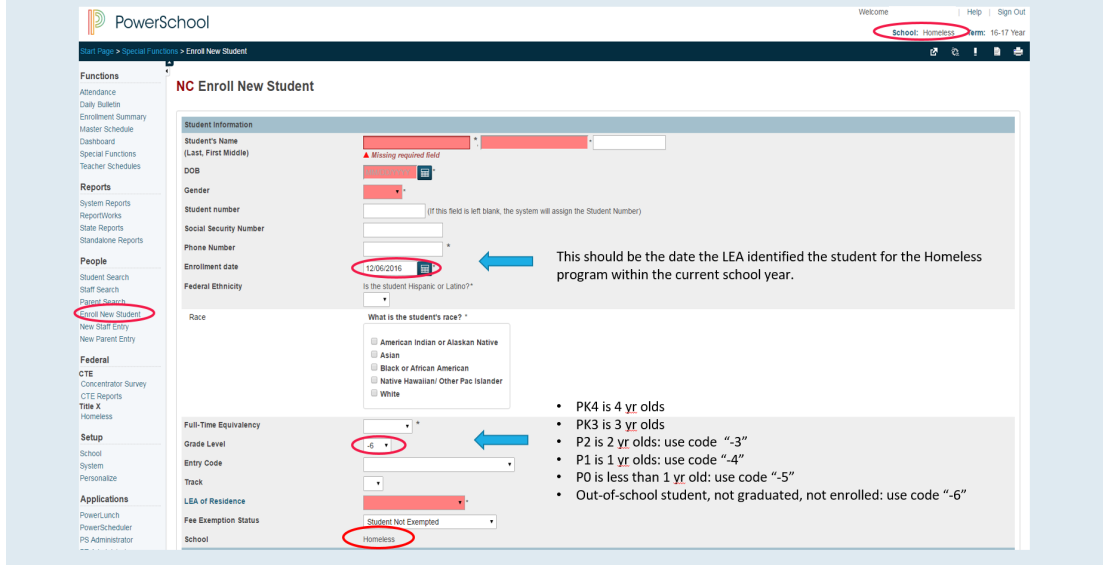 PowerSchool
Welcome | Help | Sign Out
School: Homeless Term: 16-17 Year
Start Page > Special Functions > Enroll New Student
Functions
Attendance
Daily Bulletin
Enrollment Summary
Master Schedule
Dashboard
Special Functions
Teacher Schedules
Reports
System Reports
ReportWorks
State Reports
Standalone Reports
People
Student Search
Staff Search
Parent Search
Enroll New Student
New Staff Entry
New Parent Entry
Federal
CTE
Concentrator Survey
CTE Reports
Title X
Homeless
Setup
School
System
Personalize
Applications
PowerLunch
PowerScheduler
PS Administrator
NC Enroll New Student
Student Information
Student's Name
(Last, First Middle)
* , *
Missing required field
DOB *
Gender *
Student number (If this field is left blank, the system will assign the Student Number)
Social Security Number
Phone Number *
Enrollment date 12/06/2016
Federal Ethnicity Is the student Hispanic or Latino?*
Race What is the student's race? *
American Indian or Alaskan Native
Asian
Black or African American
Native Hawaiian/ Other Pac Islander
White
Full-Time Equivalency *
Grade Level -6
Entry Code
Track
LEA of Residence *
Fee Exemption Status Student Not Exempted
School Homeless
This should be the date the LEA identified the student for the Homeless
program within the current school year.
• PK4 is 4 yr olds
• PK3 is 3 yr olds
• P2 is 2 yr olds: use code “-3”
• P1 is 1 yr olds: use code “-4”
• P0 is less than 1 yr old: use code “-5”
• Out-of-school student, not graduated, not enrolled: use code “-6”